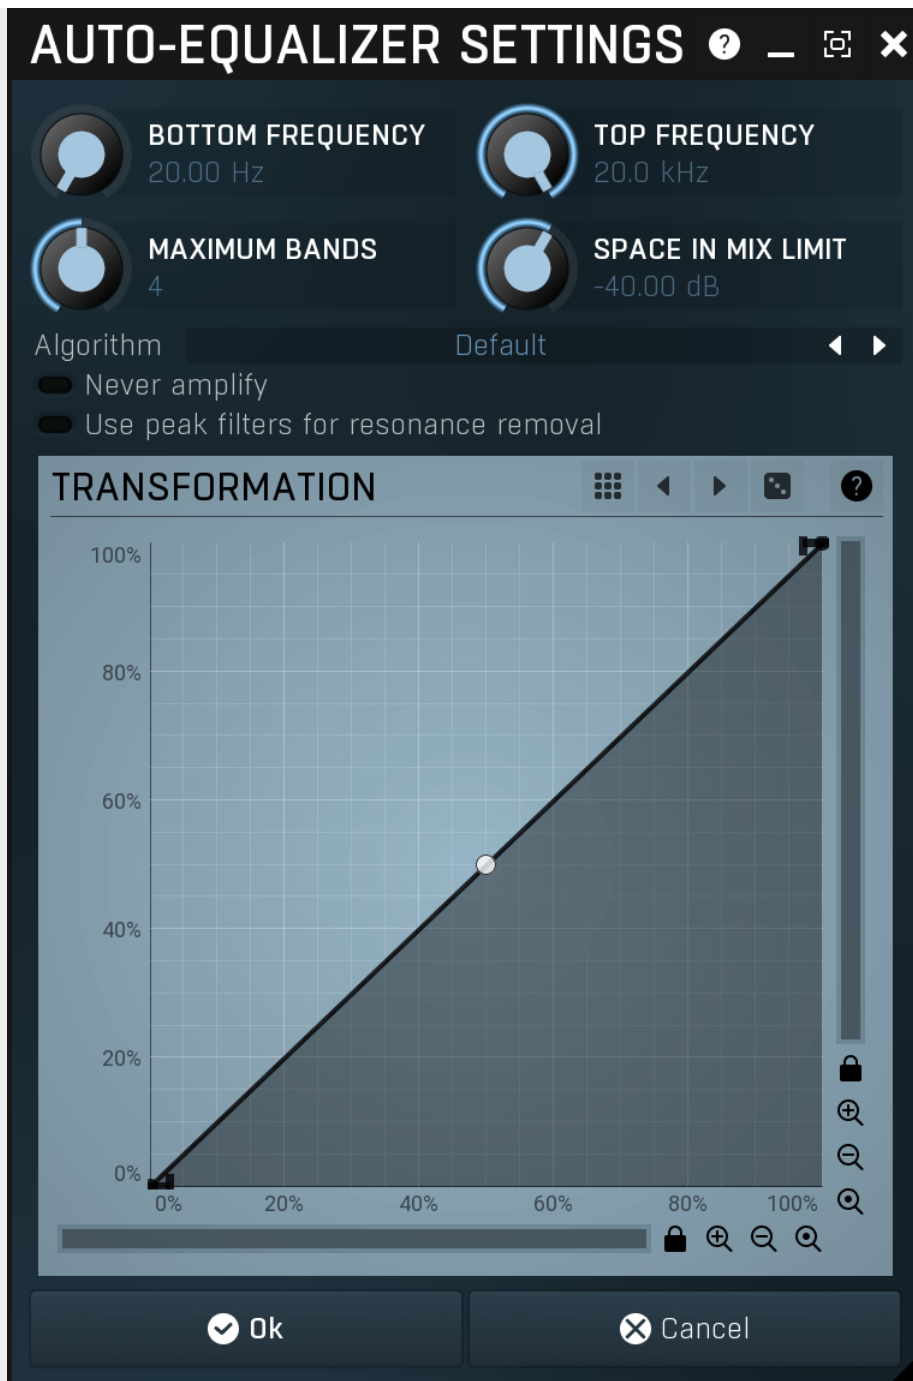 AUTO-EQUALIZER SETTINGS
BOTTOM FREQUENCY
20.00 Hz
TOP FREQUENCY
20.0 kHz
MAXIMUM BANDS
4
SPACE IN MIX LIMIT
-40.00 dB
Algorithm Default
Never amplify
Use peak filters for resonance removal
TRANSFORMATION
100%
80%
60%
40%
20%
0%
0% 20% 40% 60% 80% 100%
Ok Cancel